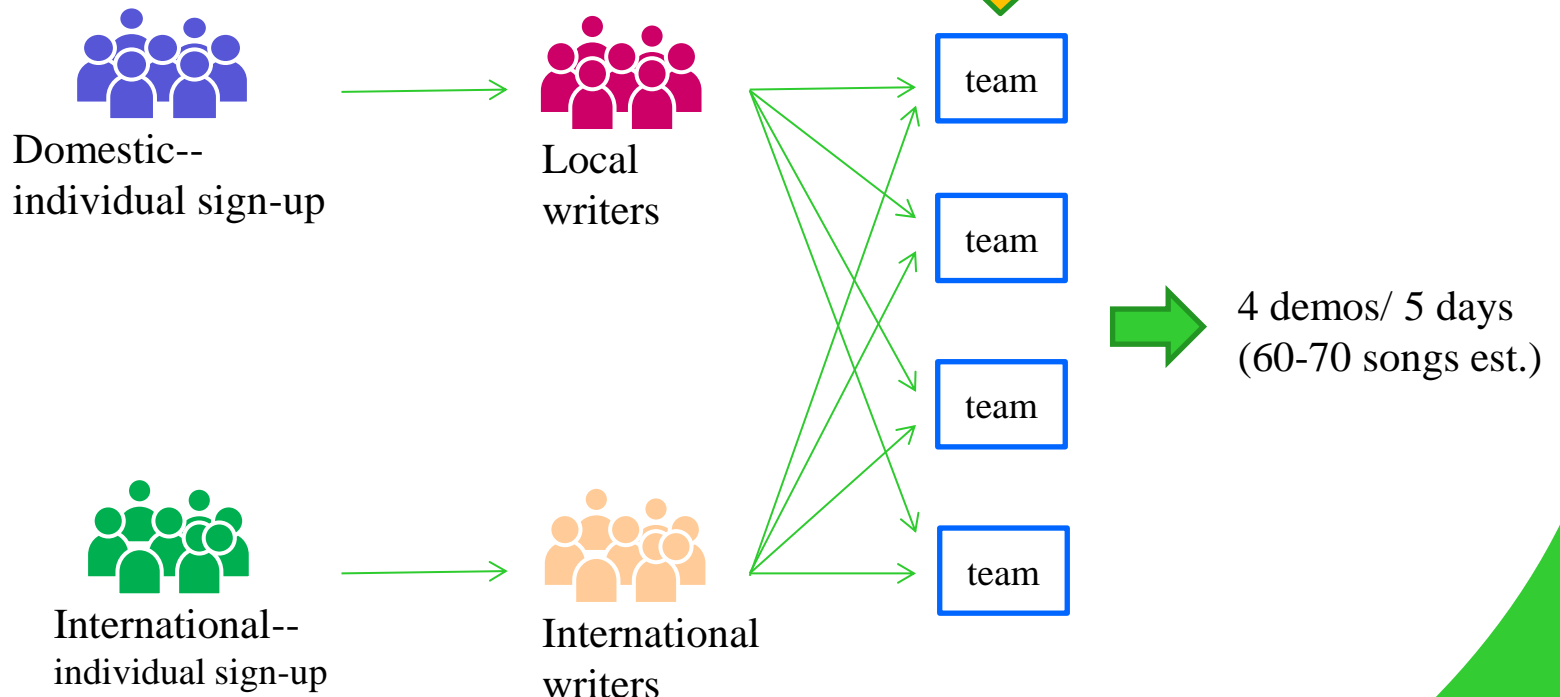 team
Domestic--
individual sign-up
Local
writers
team
4 demos/ 5 days
(60-70 songs est.)
team
team
International--
individual sign-up
International
writers